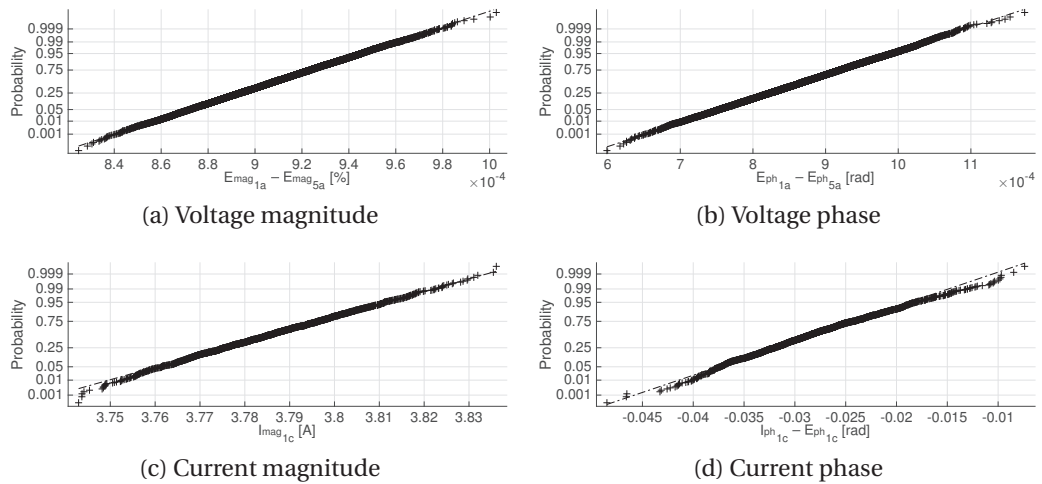 Probability
0.999
0.99
0.95
0.75
0.25
0.05
0.01
0.001
8.4 8.6 8.8 9 9.2 9.4 9.6 9.8 10
Emag1a − Emag5a [%]
×10-4
(a) Voltage magnitude
Probability
0.999
0.99
0.95
0.75
0.25
0.05
0.01
0.001
6 7 8 9 10 11
Eph1a − Eph5a [rad]
×10-4
(b) Voltage phase
Probability
0.999
0.99
0.95
0.75
0.25
0.05
0.01
0.001
3.75 3.76 3.77 3.78 3.79 3.8 3.81 3.82 3.83
Imag1c [A]
(c) Current magnitude
Probability
0.999
0.99
0.95
0.75
0.25
0.05
0.01
0.001
-0.045 -0.04 -0.035 -0.03 -0.025 -0.02 -0.015 -0.01
Iph1c − Eph1c [rad]
(d) Current phase